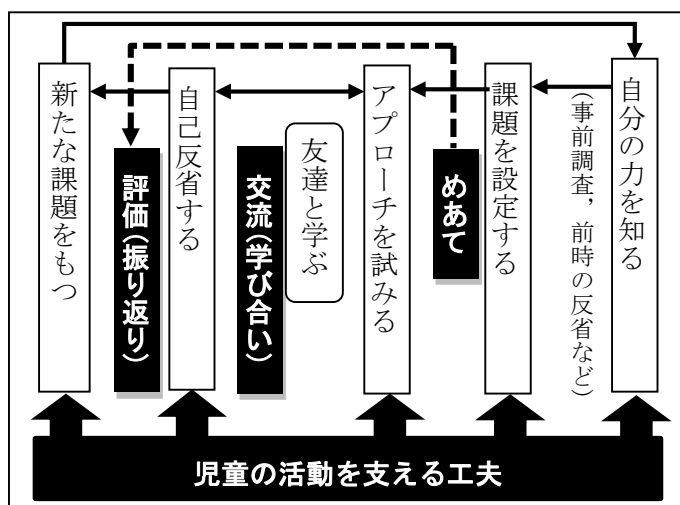 自分の力を知る
(事前調査，前時の反省など)
課題を設定する
めあて
アプローチを試みる
友達と学ぶ
交流(学び合い)
自己反省する
評価(振り返り)
新たな課題をもつ
児童の活動を支える工夫